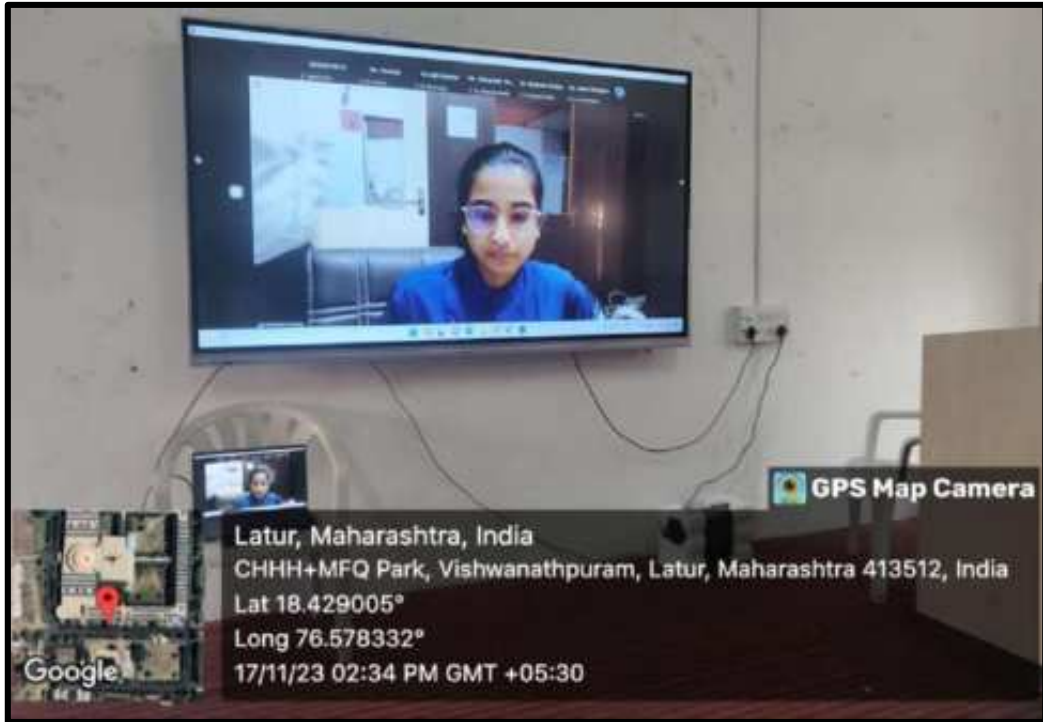 GPS Map Camera
Latur, Maharashtra, India
CHHH+MFQ Park, Vishwanathpuram, Latur, Maharashtra 413512, India
Lat 18.429005°
Long 76.578332°
17/11/23 02:34 PM GMT +05:30
Google